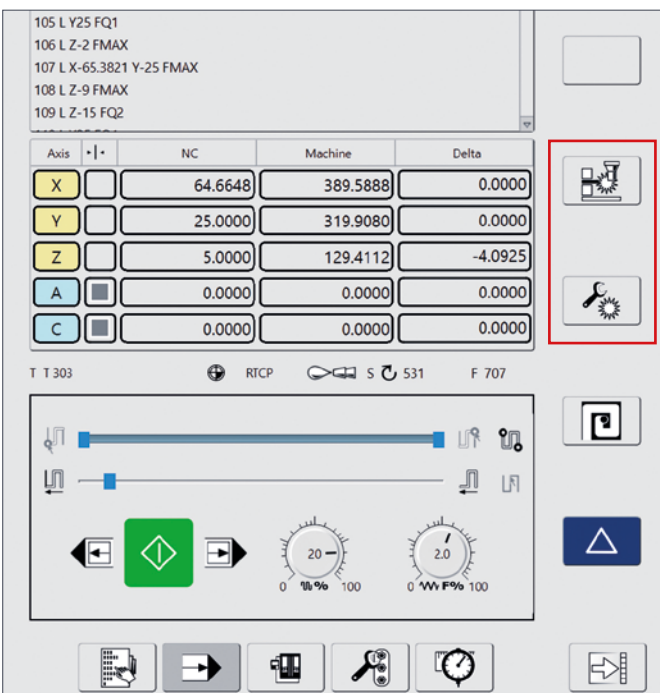 105 L Y25 FQ1
106 L Z-2 FMAX
107 L X-65.3821 Y-25 FMAX
108 L Z-9 FMAX
109 L Z-15 FQ2
Axis NC Machine Delta
X 64.6648 389.5888 0.0000
Y 25.0000 319.9080 0.0000
Z 5.0000 129.4112 -4.0925
A 0.0000 0.0000 0.0000
C 0.0000 0.0000 0.0000
T T 303 RTCP S 531 F 707
20 2.0
0 % 100 0 F% 100